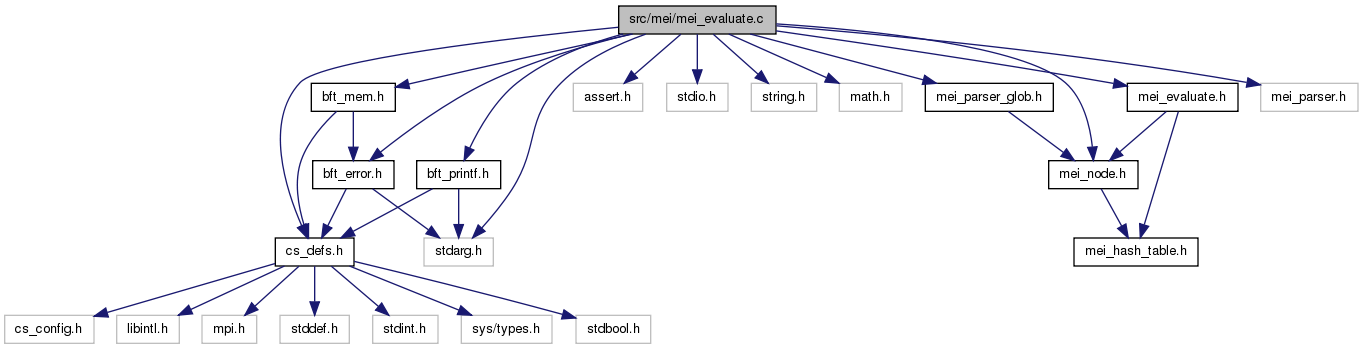 src/mei/mei_evaluate.c
bft_mem.h
assert.h
stdio.h
string.h
math.h
mei_parser_glob.h
mei_evaluate.h
mei_parser.h
bft_error.h
bft_printf.h
mei_node.h
cs_defs.h
stdarg.h
mei_hash_table.h
cs_config.h
libintl.h
mpi.h
stddef.h
stdint.h
sys/types.h
stdbool.h